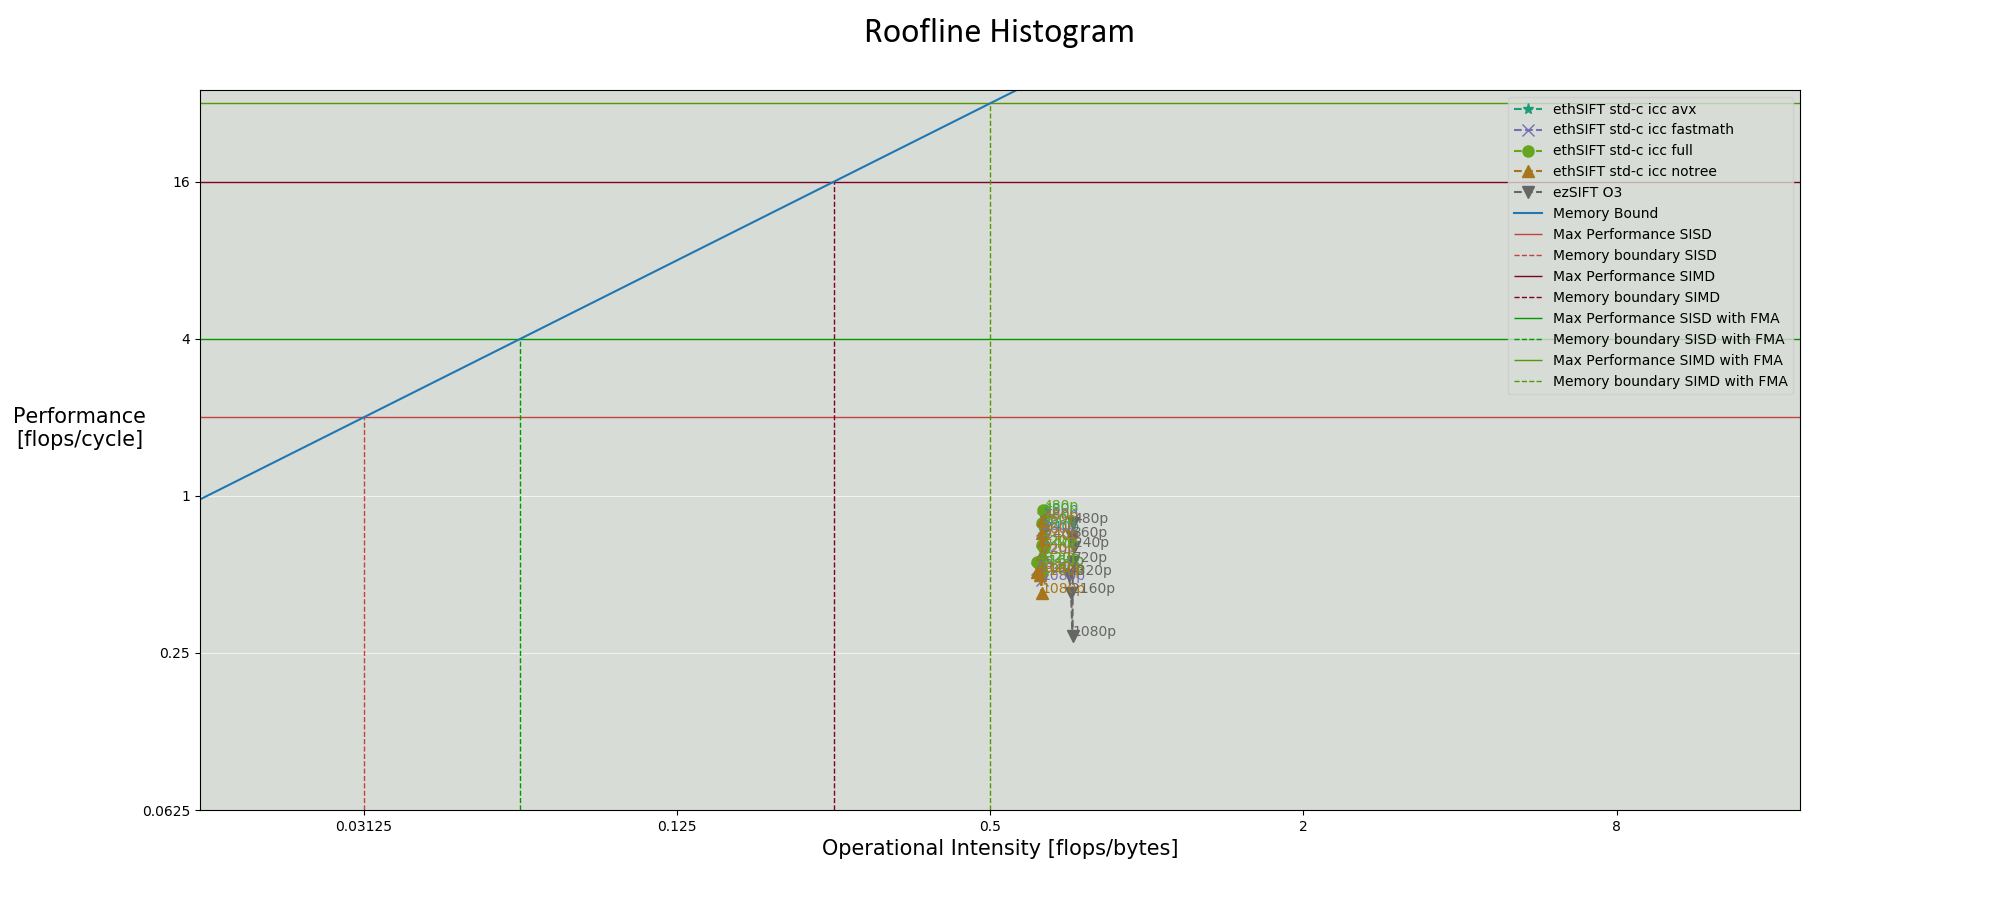 Roofline Histogram
16
4
1
0.25
0.0625
Performance
[flops/cycle]
ethSIFT std-c icc avx
ethSIFT std-c icc fastmath
ethSIFT std-c icc full
ethSIFT std-c icc notree
ezSIFT O3
Memory Bound
Max Performance SISD
Memory boundary SISD
Max Performance SIMD
Memory boundary SIMD
Max Performance SISD with FMA
Memory boundary SISD with FMA
Max Performance SIMD with FMA
Memory boundary SIMD with FMA
480p
480p
240p
720p
1080p
1080p
2160p
1080p
0.03125
0.125
0.5
2
8
Operational Intensity [flops/bytes]